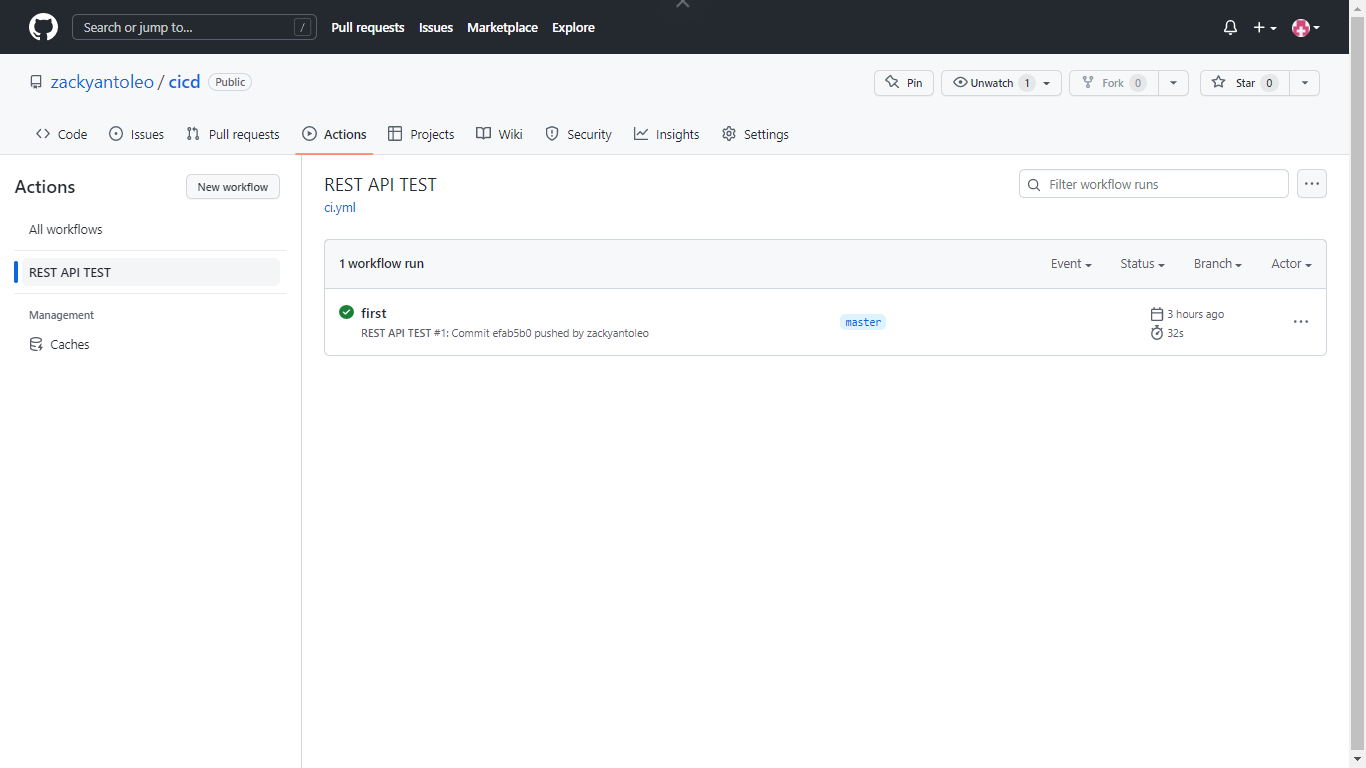 Search or jump to... /
Pull requests Issues Marketplace Explore
zackyantoleo / cicd Public
Pin Unwatch 1 Fork 0 Star 0
Code Issues Pull requests Actions Projects Wiki Security Insights Settings
Actions
New workflow
All workflows
REST API TEST
Management
Caches
REST API TEST
ci.yml
Filter workflow runs
1 workflow run
Event Status Branch Actor
first
REST API TEST #1: Commit efab5b0 pushed by zackyantoleo
master
3 hours ago
32s